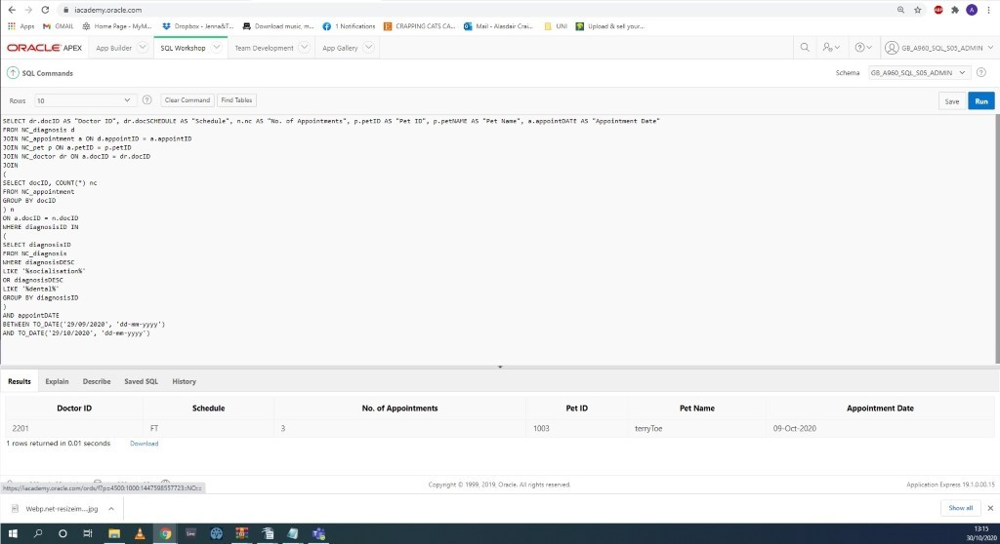 iacademy.oracle.com
Apps
GMAIL
Home Page - MyM...
Dropbox - Jenna&T...
Download music, m...
1 Notifications
CRAPPING CATS CA...
Mail - Alasdair Crai...
UNI
Upload & sell your...
ORACLE APEX
App Builder
SQL Workshop
Team Development
App Gallery
GB_A960_SQL_S05_ADMIN
SQL Commands
Schema
GB_A960_SQL_S05_ADMIN
Rows
10
Clear Command
Find Tables
Save
Run
SELECT dr.docID AS "Doctor ID", dr.docSCHEDULE AS "Schedule", n.nc AS "No. of Appointments", p.petID AS "Pet ID", p.petNAME AS "Pet Name", a.appointDATE AS "Appointment Date"
FROM NC_diagnosis d
JOIN NC_appointment a ON d.appointID = a.appointID
JOIN NC_pet p ON a.petID = p.petID
JOIN NC_doctor dr ON a.docID = dr.docID
JOIN
(
SELECT docID, COUNT(*) nc
FROM NC_appointment
GROUP BY docID
) n
ON a.docID = n.docID
WHERE diagnosisID IN
(
SELECT diagnosisID
FROM NC_diagnosis
WHERE diagnosisDESC
LIKE '%socialisation%'
OR diagnosisDESC
LIKE '%dental%'
GROUP BY diagnosisID
)
AND appointDATE
BETWEEN TO_DATE('29/09/2020', 'dd-mm-yyyy')
AND TO_DATE('29/10/2020', 'dd-mm-yyyy')
Results
Explain
Describe
Saved SQL
History
Doctor ID
Schedule
No. of Appointments
Pet ID
Pet Name
Appointment Date
2201
FT
3
1003
terryToe
09-Oct-2020
1 rows returned in 0.01 seconds
Download
https://iacademy.oracle.com/ords/f?p=4500:1000:1447598557723::NO:::
Copyright © 1999, 2019, Oracle. All rights reserved.
Application Express 19.1.0.00.15
Webp.net-resizeim....jpg
Show all
13:15
30/10/2020